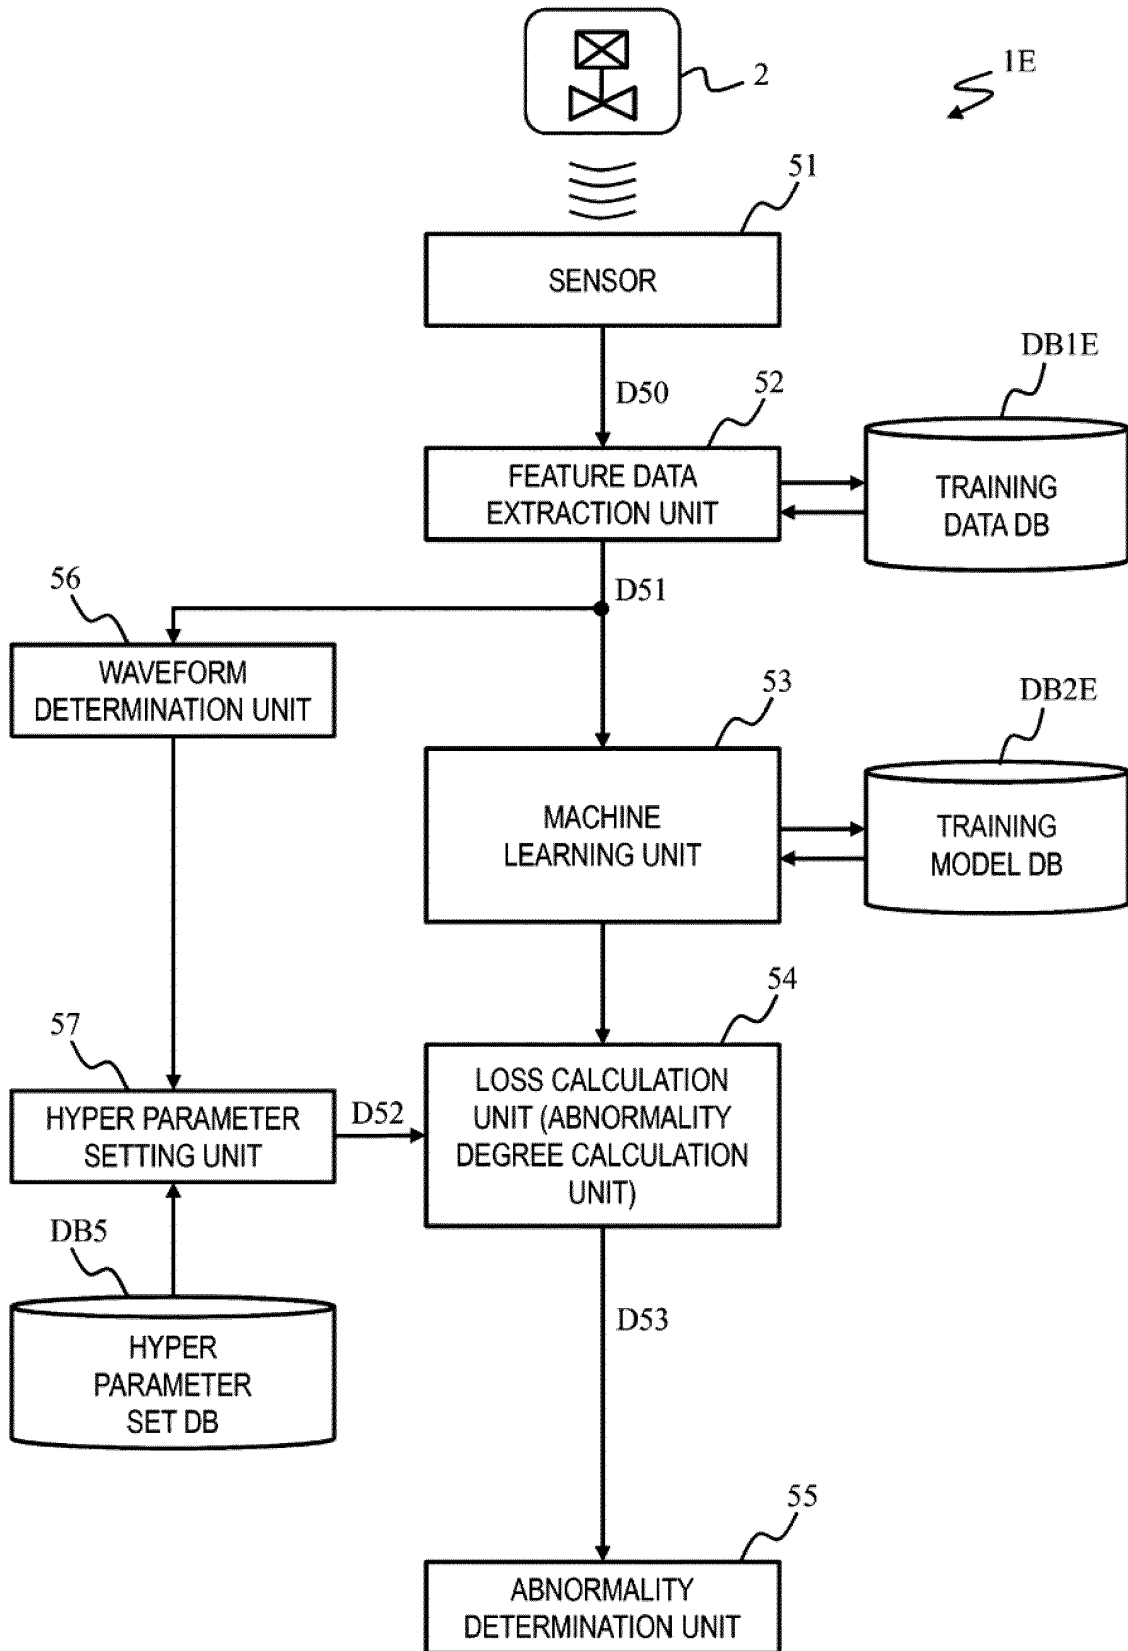 2
1E
51
SENSOR
D50
52
DB1E
FEATURE DATA
EXTRACTION UNIT
TRAINING
DATA DB
D51
56
WAVEFORM
DETERMINATION UNIT
53
DB2E
MACHINE
LEARNING UNIT
TRAINING
MODEL DB
54
57
HYPER PARAMETER
SETTING UNIT
D52
LOSS CALCULATION
UNIT (ABNORMALITY
DEGREE CALCULATION
UNIT)
DB5
HYPER
PARAMETER
SET DB
D53
55
ABNORMALITY
DETERMINATION UNIT